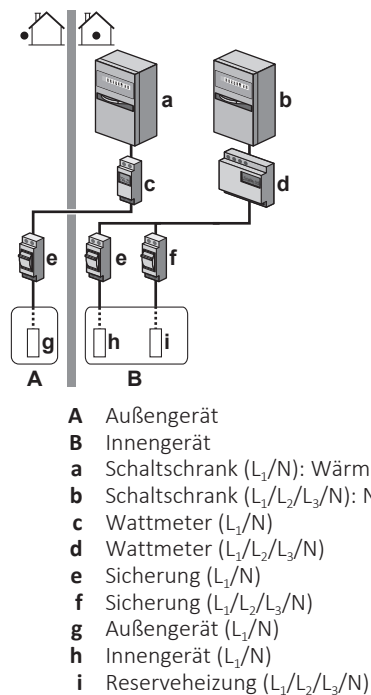 a
b
c
d
e
e
f
g
h
i
A
B
A Außengerät
B Innengerät
a Schaltschrank (L₁/N): Wärm
b Schaltschrank (L₁/L₂/L₃/N): N
c Wattmeter (L₁/N)
d Wattmeter (L₁/L₂/L₃/N)
e Sicherung (L₁/N)
f Sicherung (L₁/L₂/L₃/N)
g Außengerät (L₁/N)
h Innengerät (L₁/N)
i Reserveheizung (L₁/L₂/L₃/N)